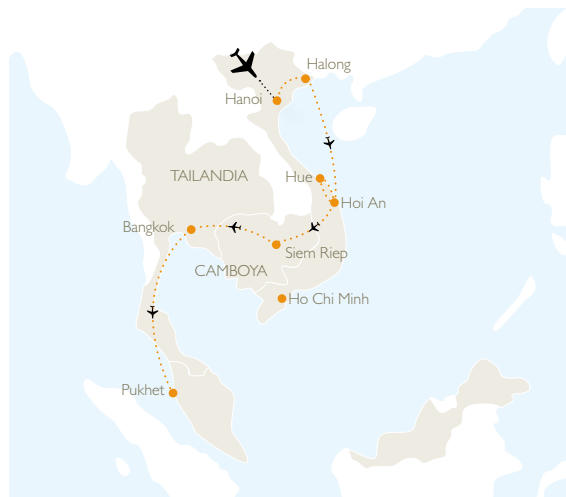 Halong
Hanoi
TAILANDIA
Hue
Hoi An
Bangkok
Siem Riep
CAMBOYA
Ho Chi Minh
Pukhet